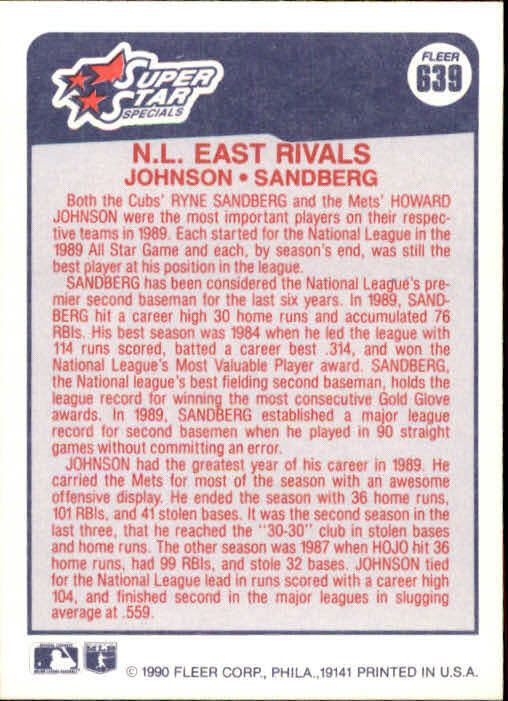 SUPER
STAR
SPECIALS
FLEER
639
N.L. EAST RIVALS
JOHNSON • SANDBERG
Both the Cubs' RYNE SANDBERG and the Mets' HOWARD
JOHNSON were the most important players on their respec-
tive teams in 1989. Each started for the National League in the
1989 All Star Game and each, by season's end, was still the
best player at his position in the league.
SANDBERG has been considered the National League's pre-
mier second baseman for the last six years. In 1989, SAND-
BERG hit a career high 30 home runs and accumulated 76
RBIs. His best season was 1984 when he led the league with
114 runs scored, batted a career best .314, and won the
National League's Most Valuable Player award. SANDBERG,
the National league's best fielding second baseman, holds the
league record for winning the most consecutive Gold Glove
awards. In 1989, SANDBERG established a major league
record for second basemen when he played in 90 straight
games without committing an error.
JOHNSON had the greatest year of his career in 1989. He
carried the Mets for most of the season with an awesome
offensive display. He ended the season with 36 home runs,
101 RBIs, and 41 stolen bases. It was the second season in the
last three, that he reached the "30-30" club in stolen bases
and home runs. The other season was 1987 when HOJO hit 36
home runs, had 99 RBIs, and stole 32 bases. JOHNSON tied
for the National League lead in runs scored with a career high
104, and finished second in the major leagues in slugging
average at .559.
© 1990 FLEER CORP., PHILA.,19141 PRINTED IN U.S.A.